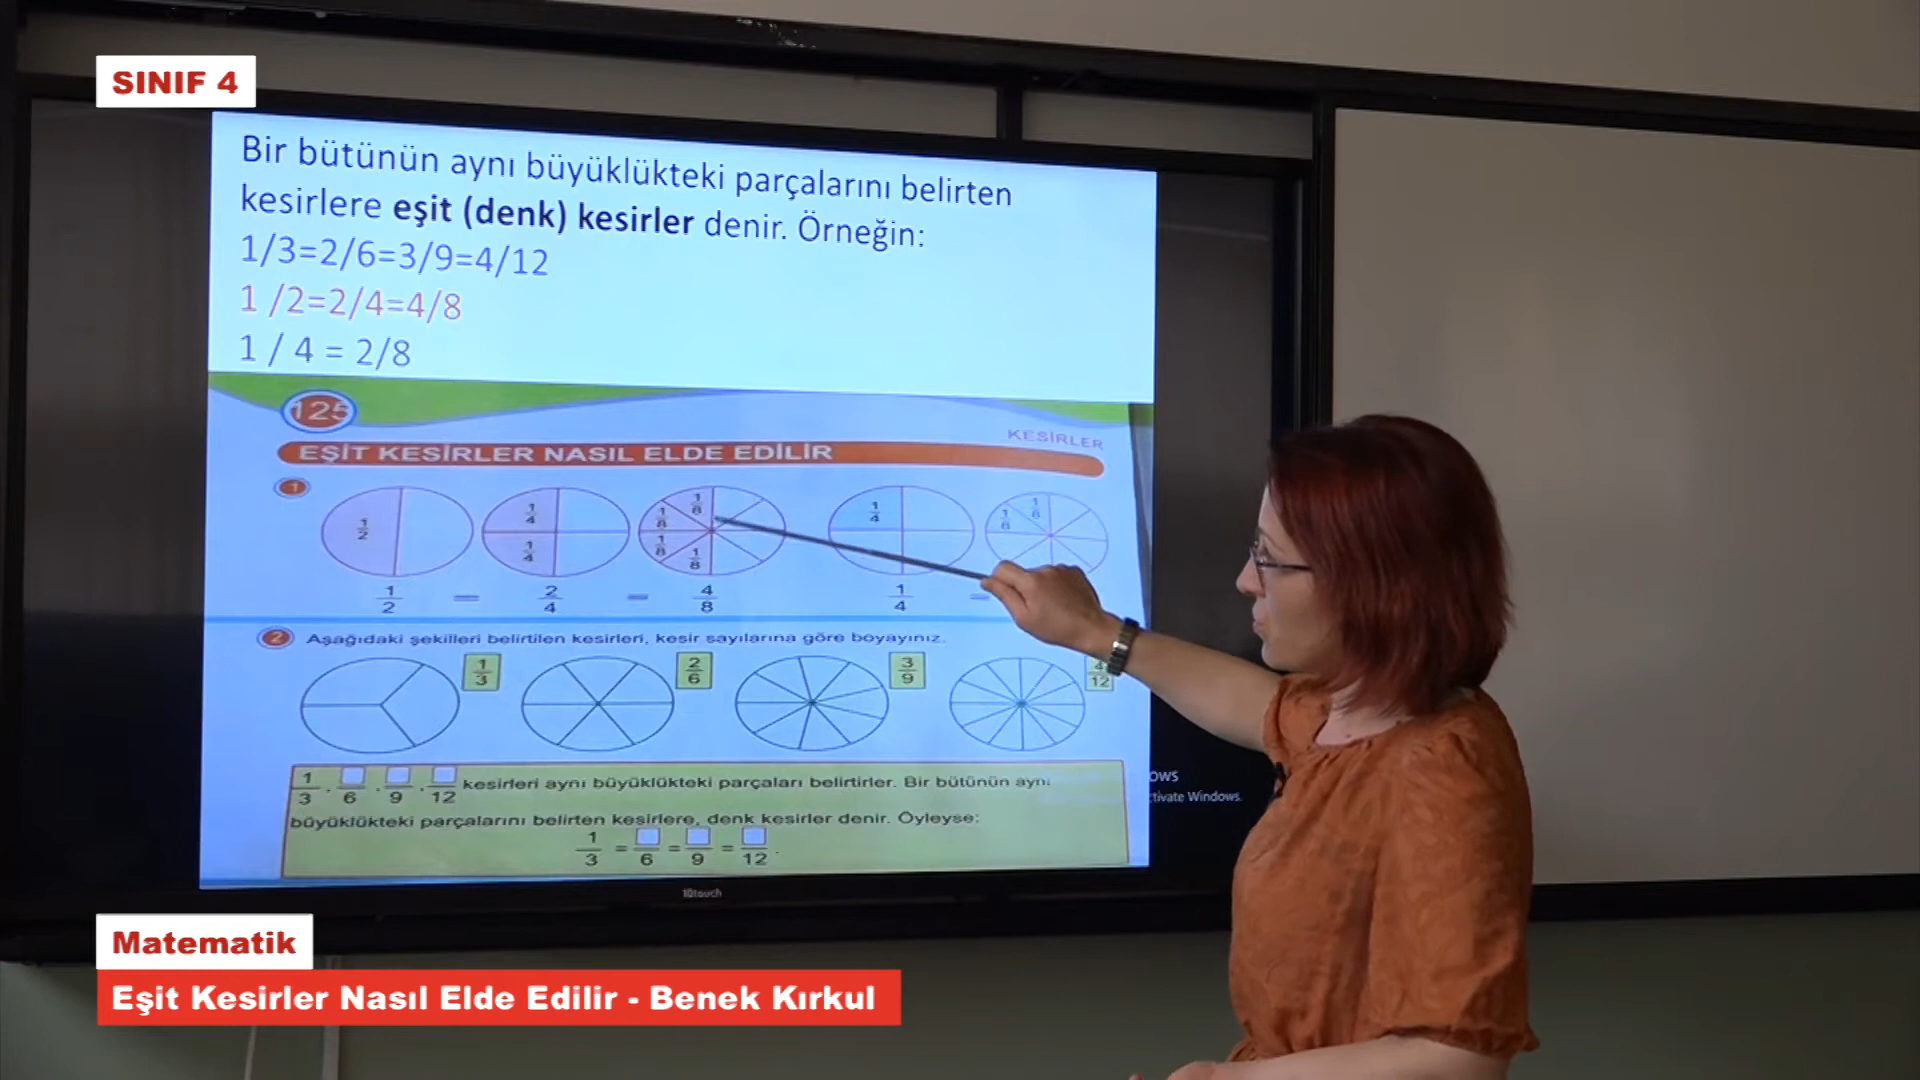 SINIF 4
Bir bütünün aynı büyüklükteki parçalarını belirten
kesirlere eşit (denk) kesirler denir. Örneğin:
1/3=2/6=3/9=4/12
1 /2=2/4=4/8
1 / 4 = 2/8
125
KESİRLER
EŞİT KESİRLER NASIL ELDE EDİLİR
1
1/2 1/4 1/4 1/8 1/8 1/8 1/8 1/4 1/8 1/8
1/2 = 2/4 = 4/8 1/4 =
2 Aşağıdaki şekilleri belirtilen kesirleri, kesir sayılarına göre boyayınız.
1/3 2/6 3/9 4/12
1/3 , □/6 , □/9 , □/12 kesirleri aynı büyüklükteki parçaları belirtirler. Bir bütünün aynı
büyüklükteki parçalarını belirten kesirlere, denk kesirler denir. Öyleyse:
1/3 = □/6 = □/9 = □/12 .
ows
tivate Windows.
10touch
Matematik
Eşit Kesirler Nasıl Elde Edilir - Benek Kırkul